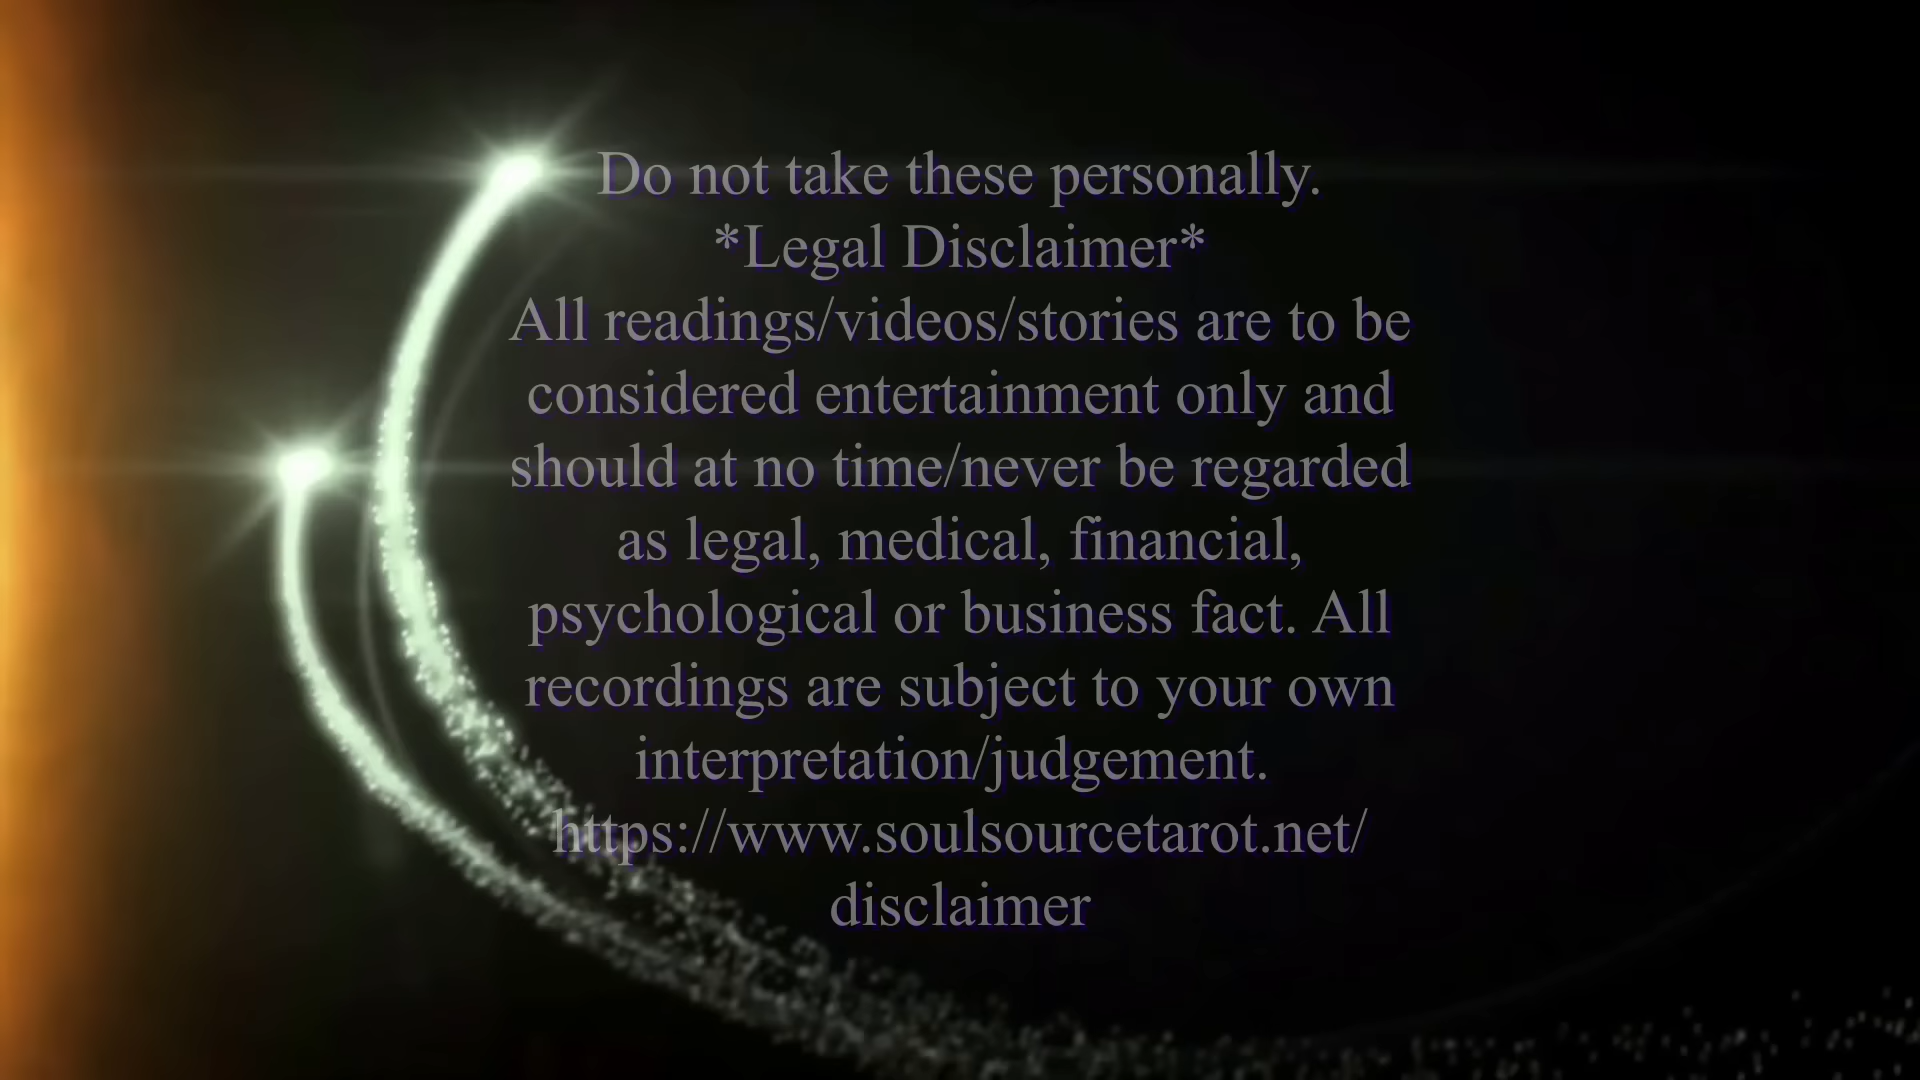 Do not take these personally.
*Legal Disclaimer*
All readings/videos/stories are to be
considered entertainment only and
should at no time/never be regarded
as legal, medical, financial,
psychological or business fact. All
recordings are subject to your own
interpretation/judgement.
https://www.soulsourcetarot.net/
disclaimer